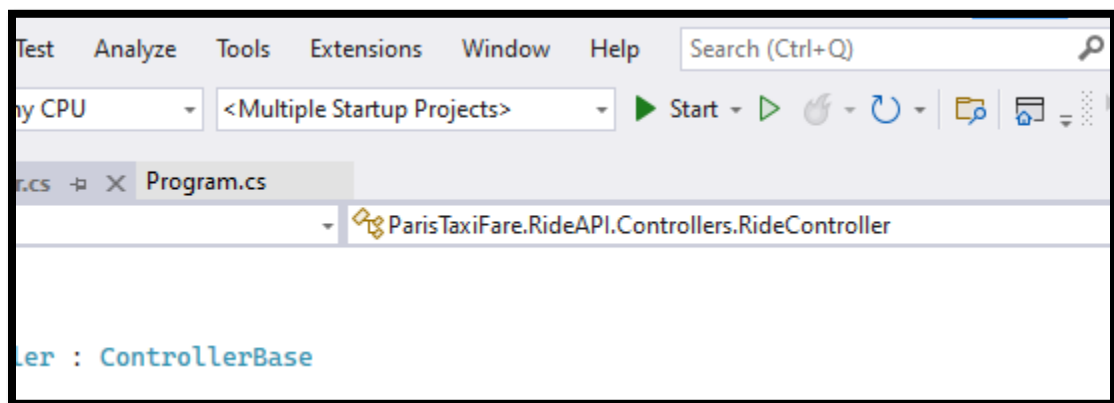 Test Analyze Tools Extensions Window Help Search (Ctrl+Q)
ny CPU <Multiple Startup Projects> Start
r.cs Program.cs
ParisTaxiFare.RideAPI.Controllers.RideController
ler : ControllerBase